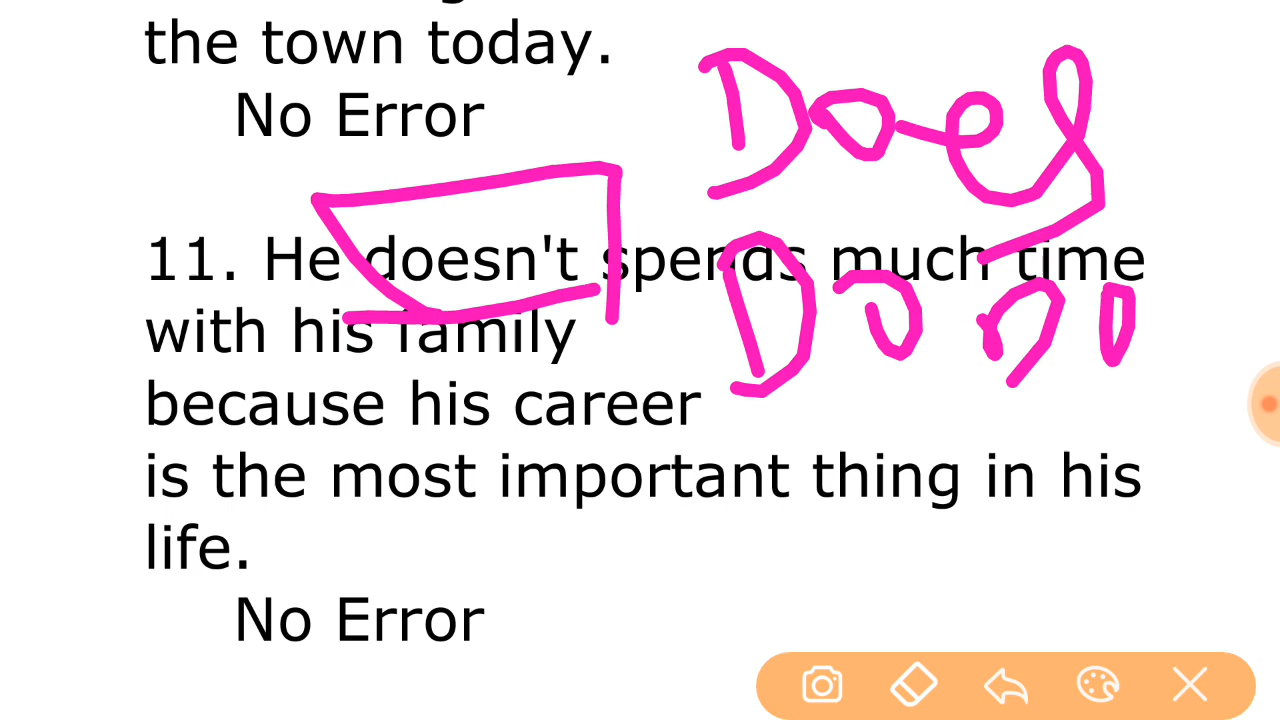 the town today.
No Error
Does
11. He doesn't spends much time
with his family
because his career
is the most important thing in his
life.
No Error